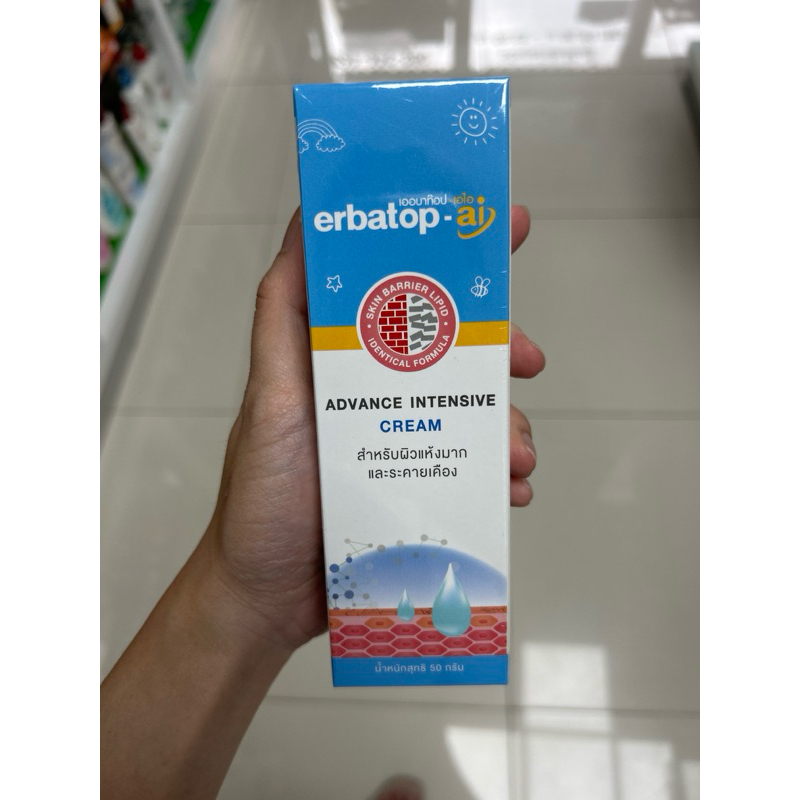 เออบาท๊อป-เอไอ
erbatop-ai
SKIN BARRIER LIPID
IDENTICAL FORMULA
ADVANCE INTENSIVE
CREAM
สำหรับผิวแห้งมาก
และระคายเคือง
น้ำหนักสุทธิ 50 กรัม